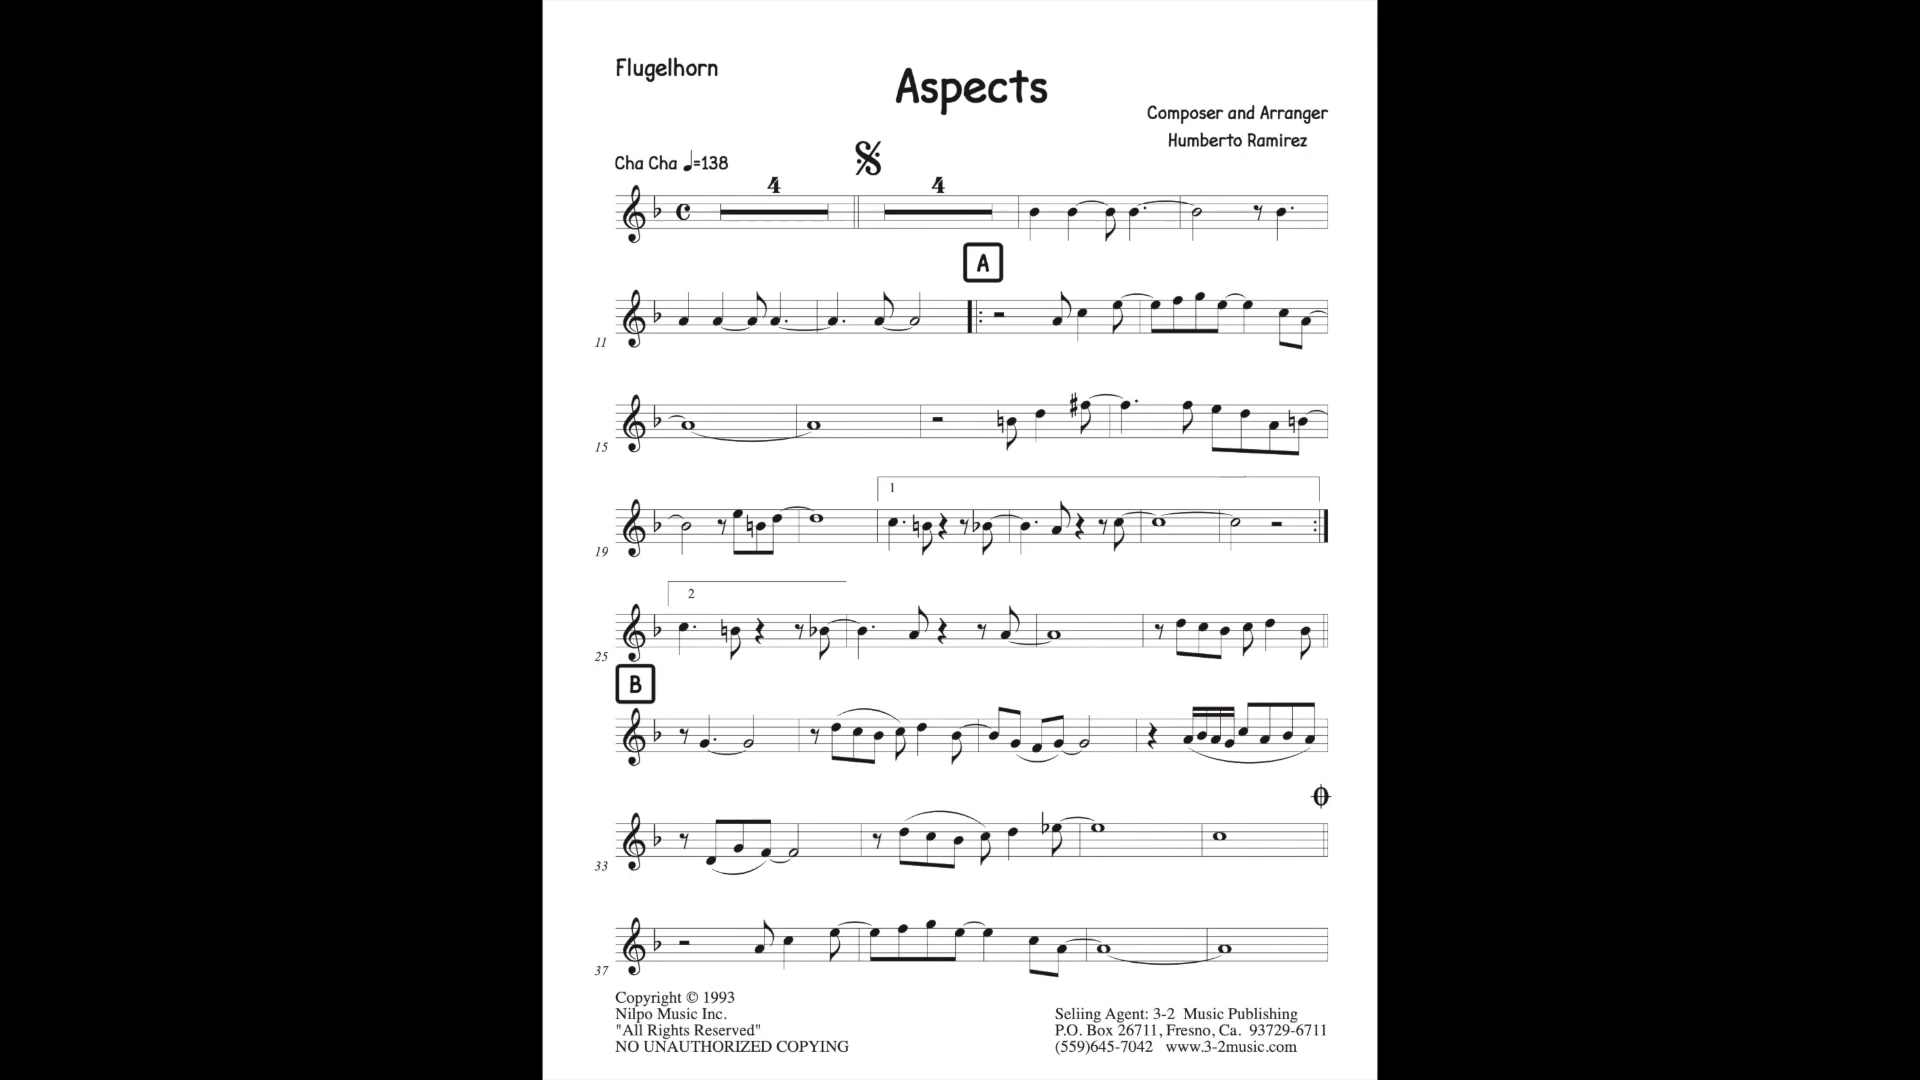 Flugelhorn
Aspects
Composer and Arranger
Humberto Ramirez
Cha Cha ♩=138
4
4
A
11
15
1
19
2
25
B
33
37
Copyright © 1993
Nilpo Music Inc.
"All Rights Reserved"
NO UNAUTHORIZED COPYING
Seliing Agent: 3-2 Music Publishing
P.O. Box 26711, Fresno, Ca. 93729-6711
(559)645-7042 www.3-2music.com